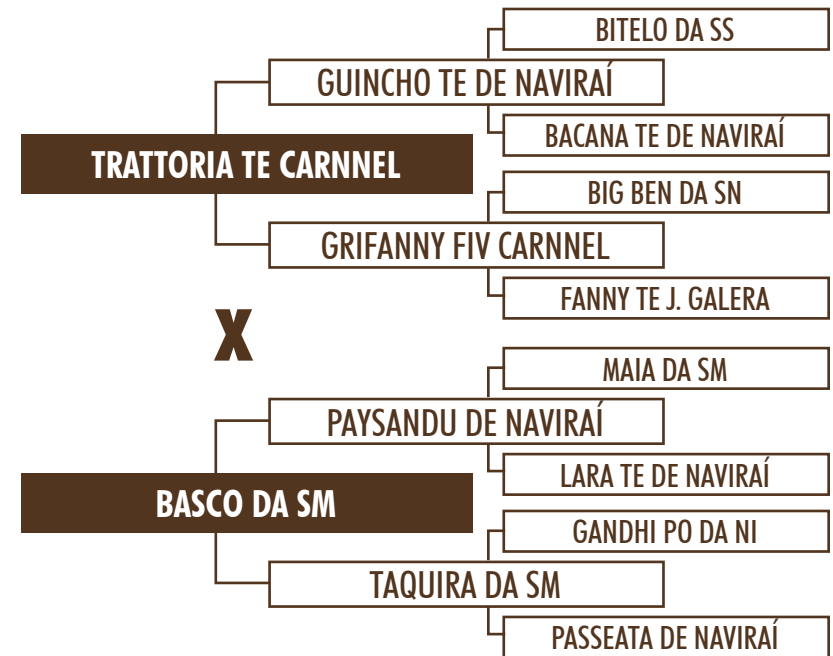 BITELO DA SS
GUINCHO TE DE NAVIRAÍ
BACANA TE DE NAVIRAÍ
TRATTORIA TE CARNNEL
BIG BEN DA SN
GRIFANNY FIV CARNNEL
FANNY TE J. GALERA
X
MAIA DA SM
PAYSANDU DE NAVIRAÍ
LARA TE DE NAVIRAÍ
BASCO DA SM
GANDHI PO DA NI
TAQUIRA DA SM
PASSEATA DE NAVIRAÍ